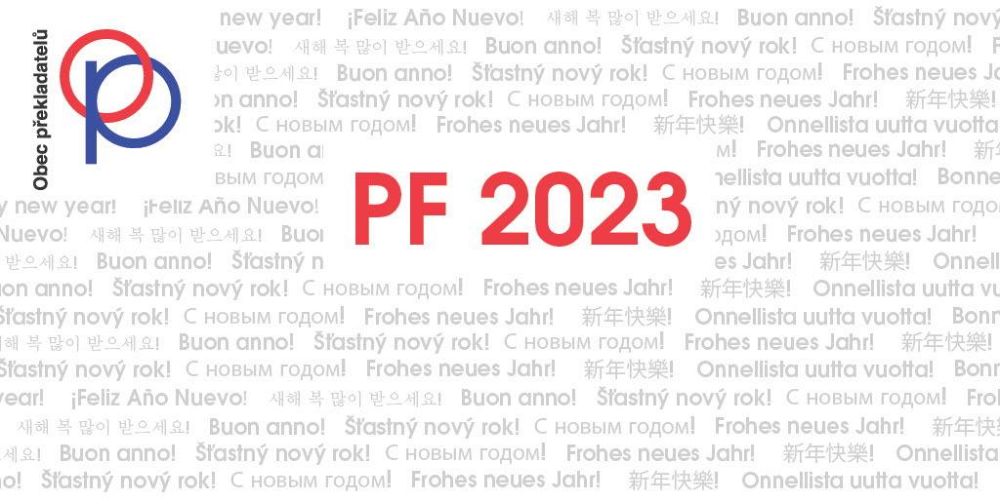 Obec překladatelů
new year! ¡Feliz Año Nuevo! 새해 복 많이 받으세요! Buon anno! Šťastný nový
uevo! 새해 복 많이 받으세요! Buon anno! Šťastný nový rok! С новым годом! F
많이 받으세요! Buon anno! Šťastný nový rok! С новым годом! Frohes neues Ja
on anno! Šťastný nový rok! С новым годом! Frohes neues Jahr! 新年快樂!
ok! С новым годом! Frohes neues Jahr! 新年快樂! Onnellista uutta vuotta!
요! Buon a м! Frohes neues Jahr! 新
вым годом nellista uutta vuotta! Bonne
y new year! ¡Feliz Año Nuevo! ný nový rok! С новым годо
PF 2023
Nuevo! 새해 복 많이 받으세요! Buo одом! Frohes neues Jahr!
받으세요! Buon anno! Šťastný n es Jahr! 新年快樂! Onnell
uon anno! Šťastný nový rok! С новым годом! Frohes neues Jahr! 新年快樂! Onnellista uutta vu
Šťastný nový rok! С новым годом! Frohes neues Jahr! 新年快樂! Onnellista uutta vuotta! Bonn
해 복 많이 받으세요! Buon anno! Šťastný nový rok! С новым годом! Frohes neues Jahr! 新年快樂!
Šťastný nový rok! С новым годом! Frohes neues Jahr! 新年快樂! Onnellista uutta vuotta! Bonn
year! ¡Feliz Año Nuevo! 새해 복 많이 받으세요! Buon anno! Šťastný nový rok! С новым годом! Fro
새해 복 많이 받으세요! Buon anno! Šťastný nový rok! С новым годом! Frohes neues Jahr! 新年快
세요! Buon anno! Šťastný nový rok! С новым годом! Frohes neues Jahr! 新年快樂! Onnellista
no! Šťastný nový rok! С новым годом! Frohes neues Jahr! 新年快樂! Onnellista uutta vuotta!